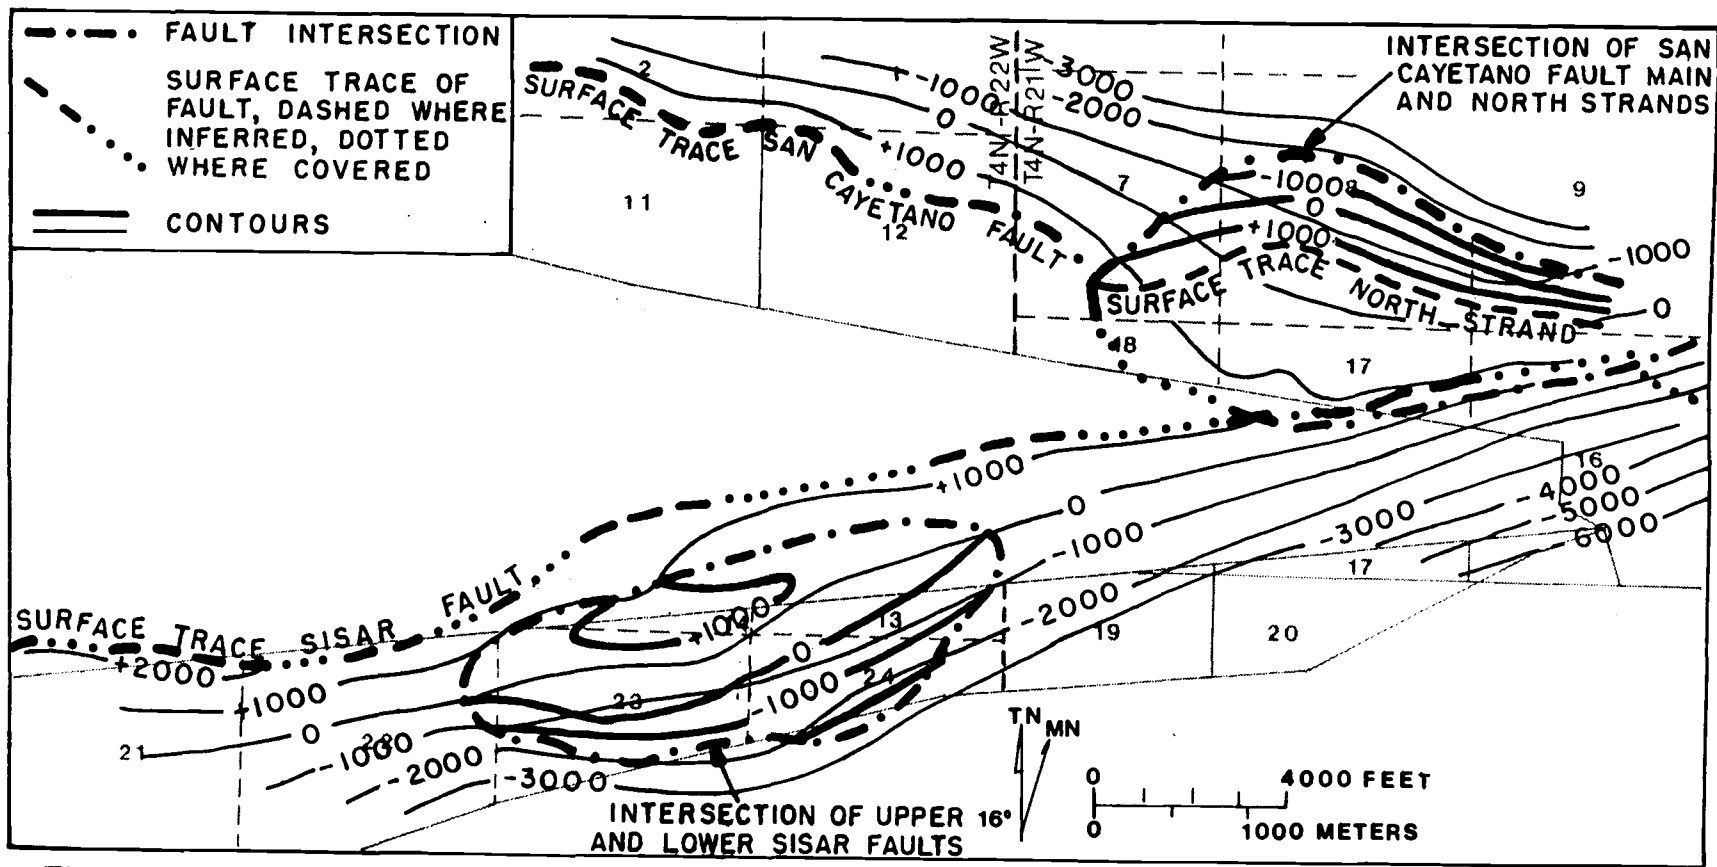 FAULT INTERSECTION
SURFACE TRACE OF
FAULT, DASHED WHERE
INFERRED, DOTTED
WHERE COVERED
CONTOURS
INTERSECTION OF SAN
CAYETANO FAULT MAIN
AND NORTH STRANDS
T4N-R22W
T4N-R21W
SURFACE TRACE SAN CAYETANO FAULT
2
1
-1000
0
+1000
-3000
-2000
7
8
9
-1000
0
+1000
-1000
0
11
12
SURFACE TRACE NORTH STRAND
18
17
16
+1000
0
-1000
-2000
-3000
-4000
-5000
-6000
17
19
20
SURFACE TRACE SISAR FAULT
+2000
+1000
0
-1000
-2000
-3000
+1000
0
-1000
13
23
24
21
INTERSECTION OF UPPER
AND LOWER SISAR FAULTS
TN
MN
16°
0 4000 FEET
0 1000 METERS